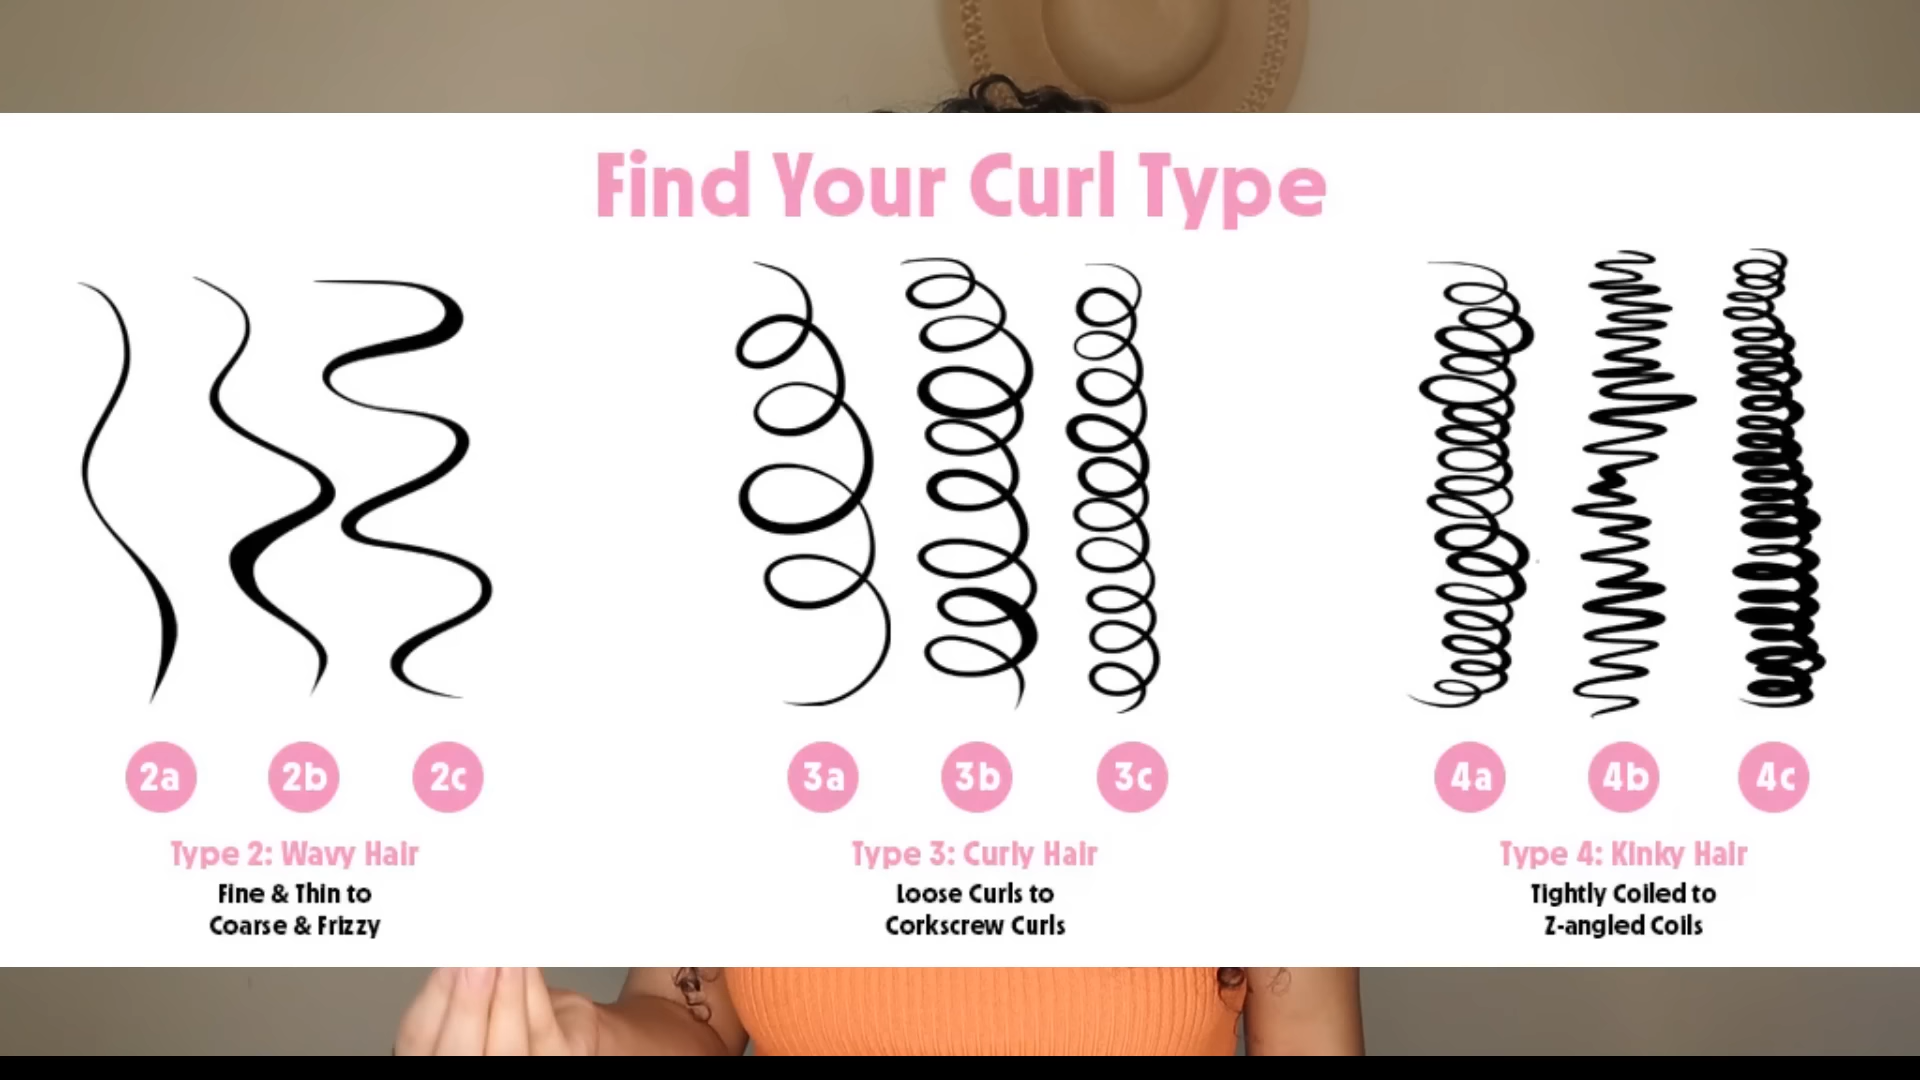 Find Your Curl Type
2a
2b
2c
3a
3b
3c
4a
4b
4c
Type 2: Wavy Hair
Fine & Thin to
Coarse & Frizzy
Type 3: Curly Hair
Loose Curls to
Corkscrew Curls
Type 4: Kinky Hair
Tightly Coiled to
Z-angled Coils